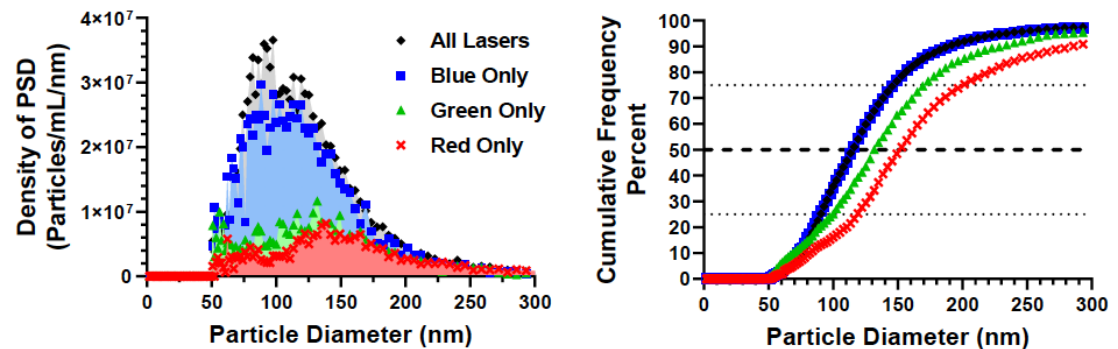 Density of PSD
(Particles/mL/nm)
4×10⁷
3×10⁷
2×10⁷
1×10⁷
0
0 50 100 150 200 250 300
Particle Diameter (nm)
All Lasers
Blue Only
Green Only
Red Only
Cumulative Frequency
Percent
100
90
80
70
60
50
40
30
20
10
0
0 50 100 150 200 250 300
Particle Diameter (nm)